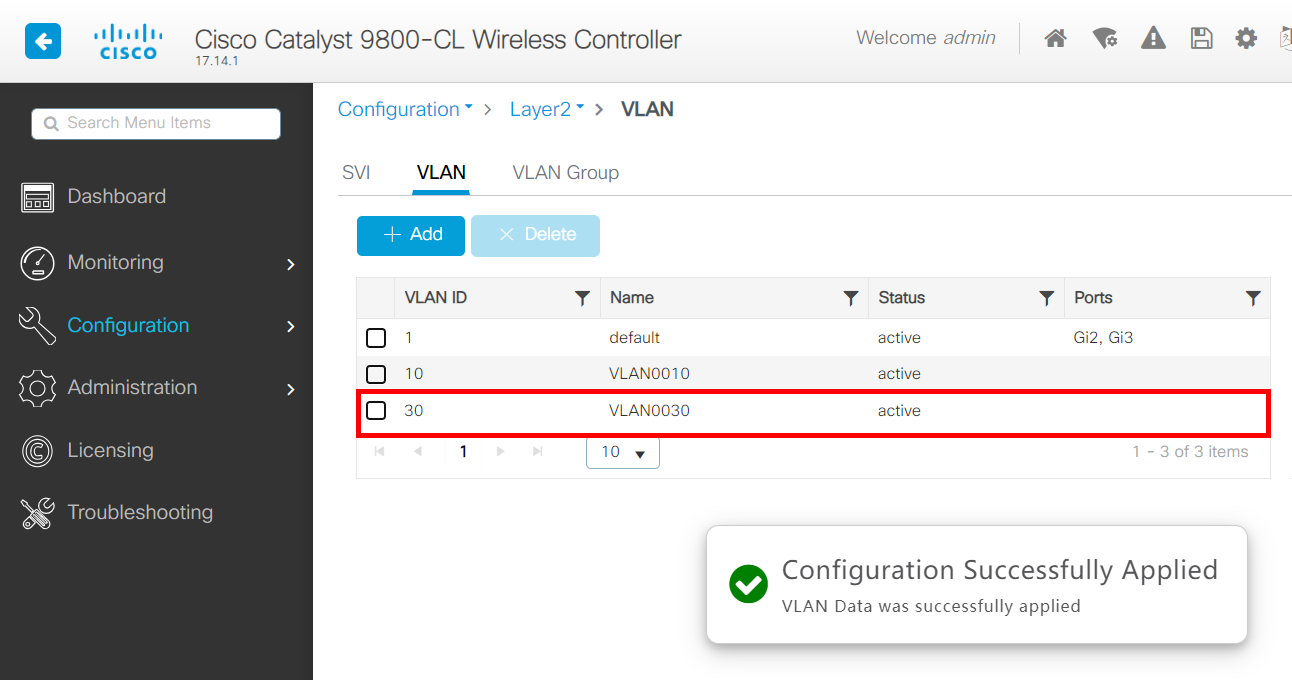 CISCO
Cisco Catalyst 9800-CL Wireless Controller
17.14.1
Welcome admin
Search Menu Items
Dashboard
Monitoring
Configuration
Administration
Licensing
Troubleshooting
Configuration > Layer2 > VLAN
SVI VLAN VLAN Group
+ Add × Delete
VLAN ID Name Status Ports
1 default active Gi2, Gi3
10 VLAN0010 active
30 VLAN0030 active
1 10 1 - 3 of 3 items
Configuration Successfully Applied
VLAN Data was successfully applied